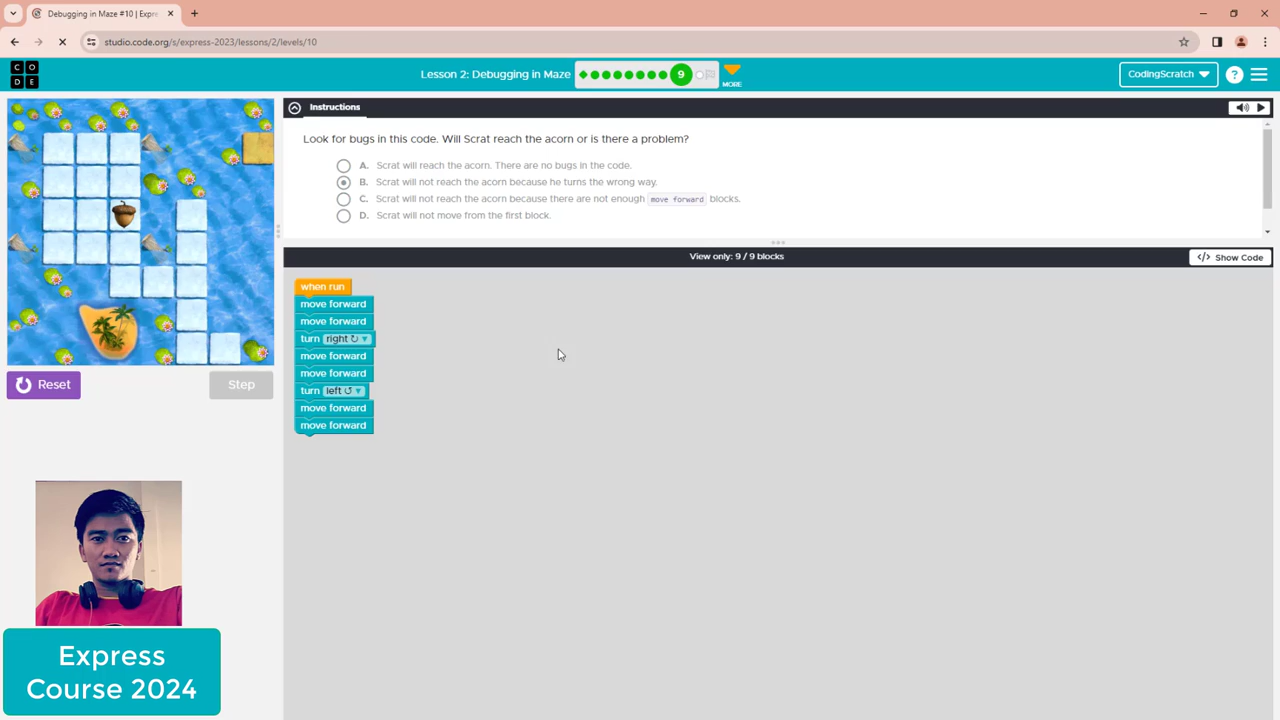 Debugging in Maze #10 | Expre
studio.code.org/s/express-2023/lessons/2/levels/10
C O
D E
Lesson 2: Debugging in Maze
9
MORE
CodingScratch
?
Instructions
Look for bugs in this code. Will Scrat reach the acorn or is there a problem?
A. Scrat will reach the acorn. There are no bugs in the code.
B. Scrat will not reach the acorn because he turns the wrong way.
C. Scrat will not reach the acorn because there are not enough move forward blocks.
D. Scrat will not move from the first block.
View only: 9 / 9 blocks
</> Show Code
when run
move forward
move forward
turn right ↻
move forward
move forward
turn left ↺
move forward
move forward
Reset
Step
Express
Course 2024